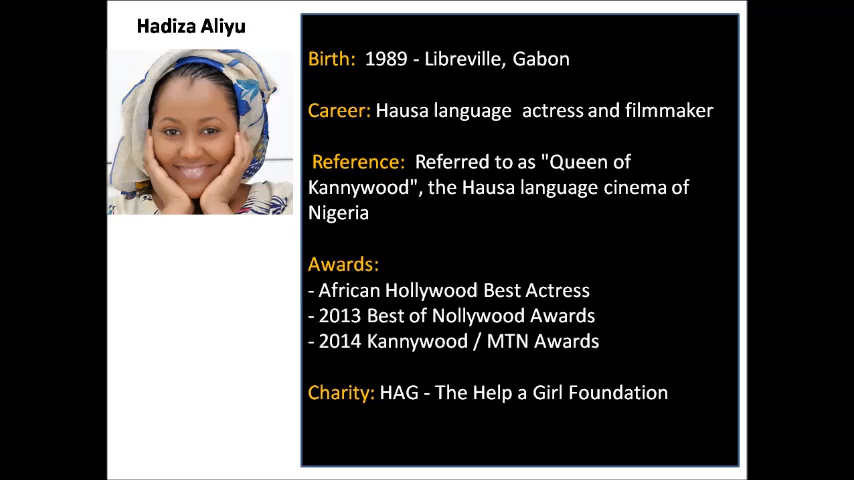 Hadiza Aliyu
Birth: 1989 - Libreville, Gabon
Career: Hausa language actress and filmmaker
Reference: Referred to as "Queen of
Kannywood", the Hausa language cinema of
Nigeria
Awards:
- African Hollywood Best Actress
- 2013 Best of Nollywood Awards
- 2014 Kannywood / MTN Awards
Charity: HAG - The Help a Girl Foundation